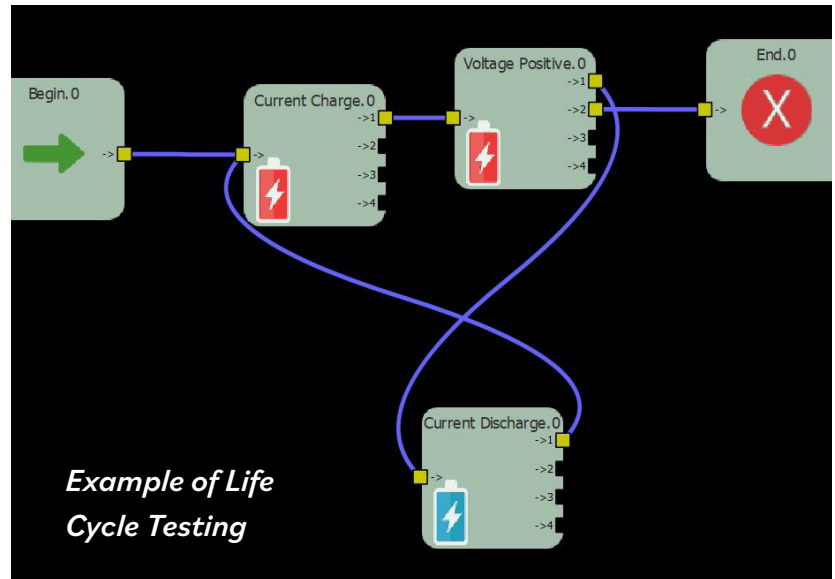 Begin.0
->
Current Charge.0
->
->1
->2
->3
->4
Voltage Positive.0
->
->1
->2
->3
->4
End.0
->
X
Current Discharge.0
->
->1
->2
->3
->4
Example of Life
Cycle Testing